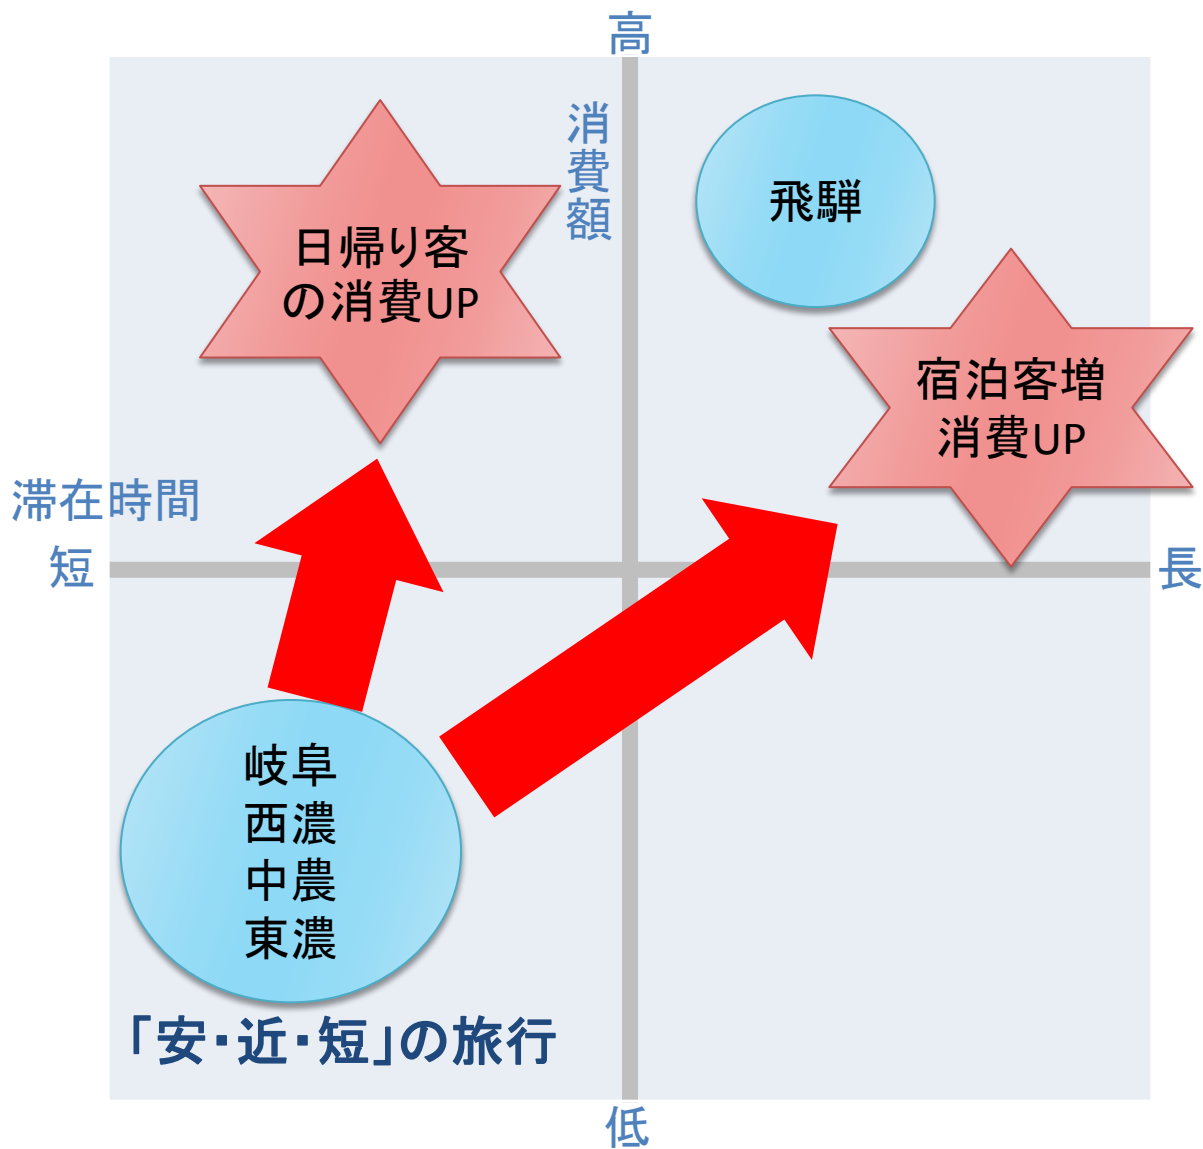 高
消費額
飛騨
日帰り客
の消費UP
宿泊客増
消費UP
滞在時間
短
長
岐阜
西濃
中農
東濃
「安・近・短」の旅行
低